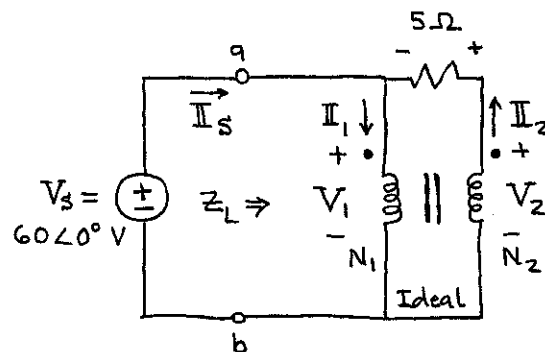 5Ω
- +
a
I_S
I_1
I_2
+
+
V_S =
60∠0° V
+
-
Z_L ⇒
V_1
V_2
-
-
N_1
N_2
Ideal
b